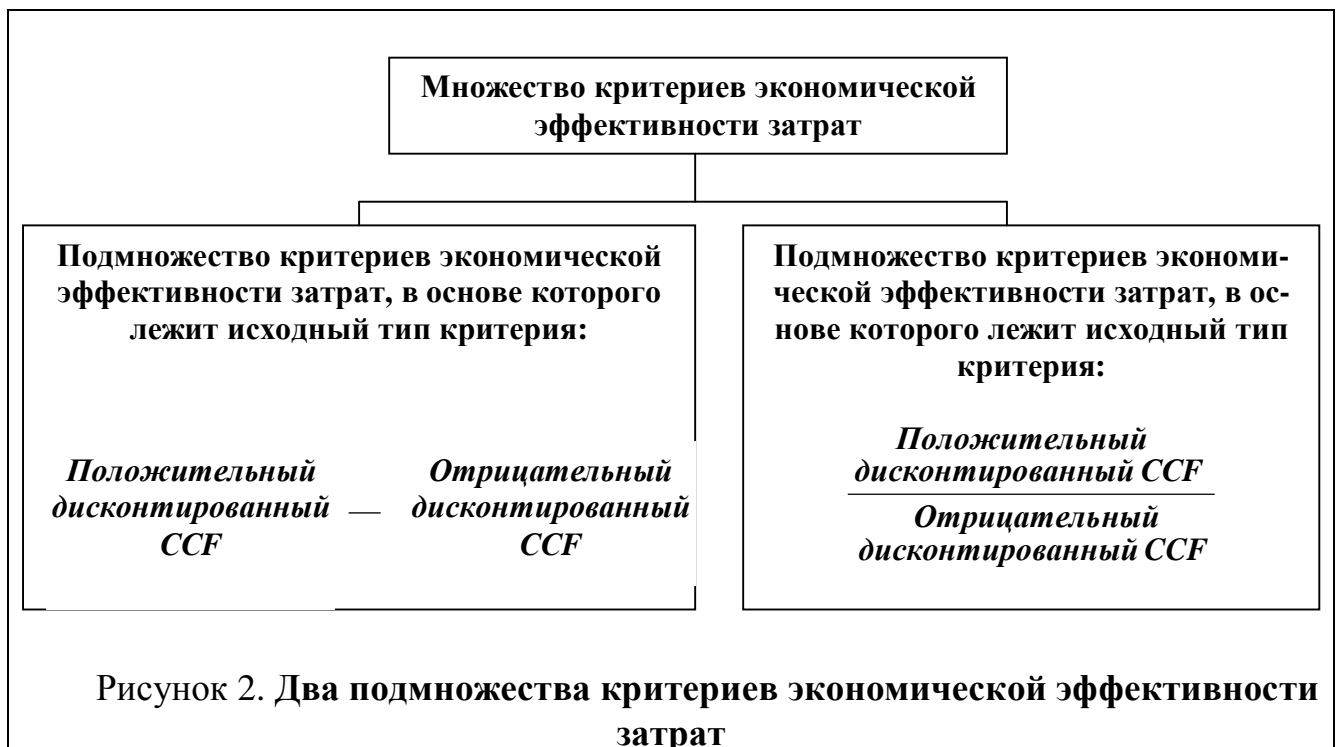 Множество критериев экономической
эффективности затрат
Подмножество критериев экономической
эффективности затрат, в основе которого
лежит исходный тип критерия:
Положительный
дисконтированный
CCF
—
Отрицательный
дисконтированный
CCF
Подмножество критериев экономи-
ческой эффективности затрат, в ос-
нове которого лежит исходный тип
критерия:
Положительный
дисконтированный CCF
Отрицательный
дисконтированный CCF
Рисунок 2. Два подмножества критериев экономической эффективности
затрат